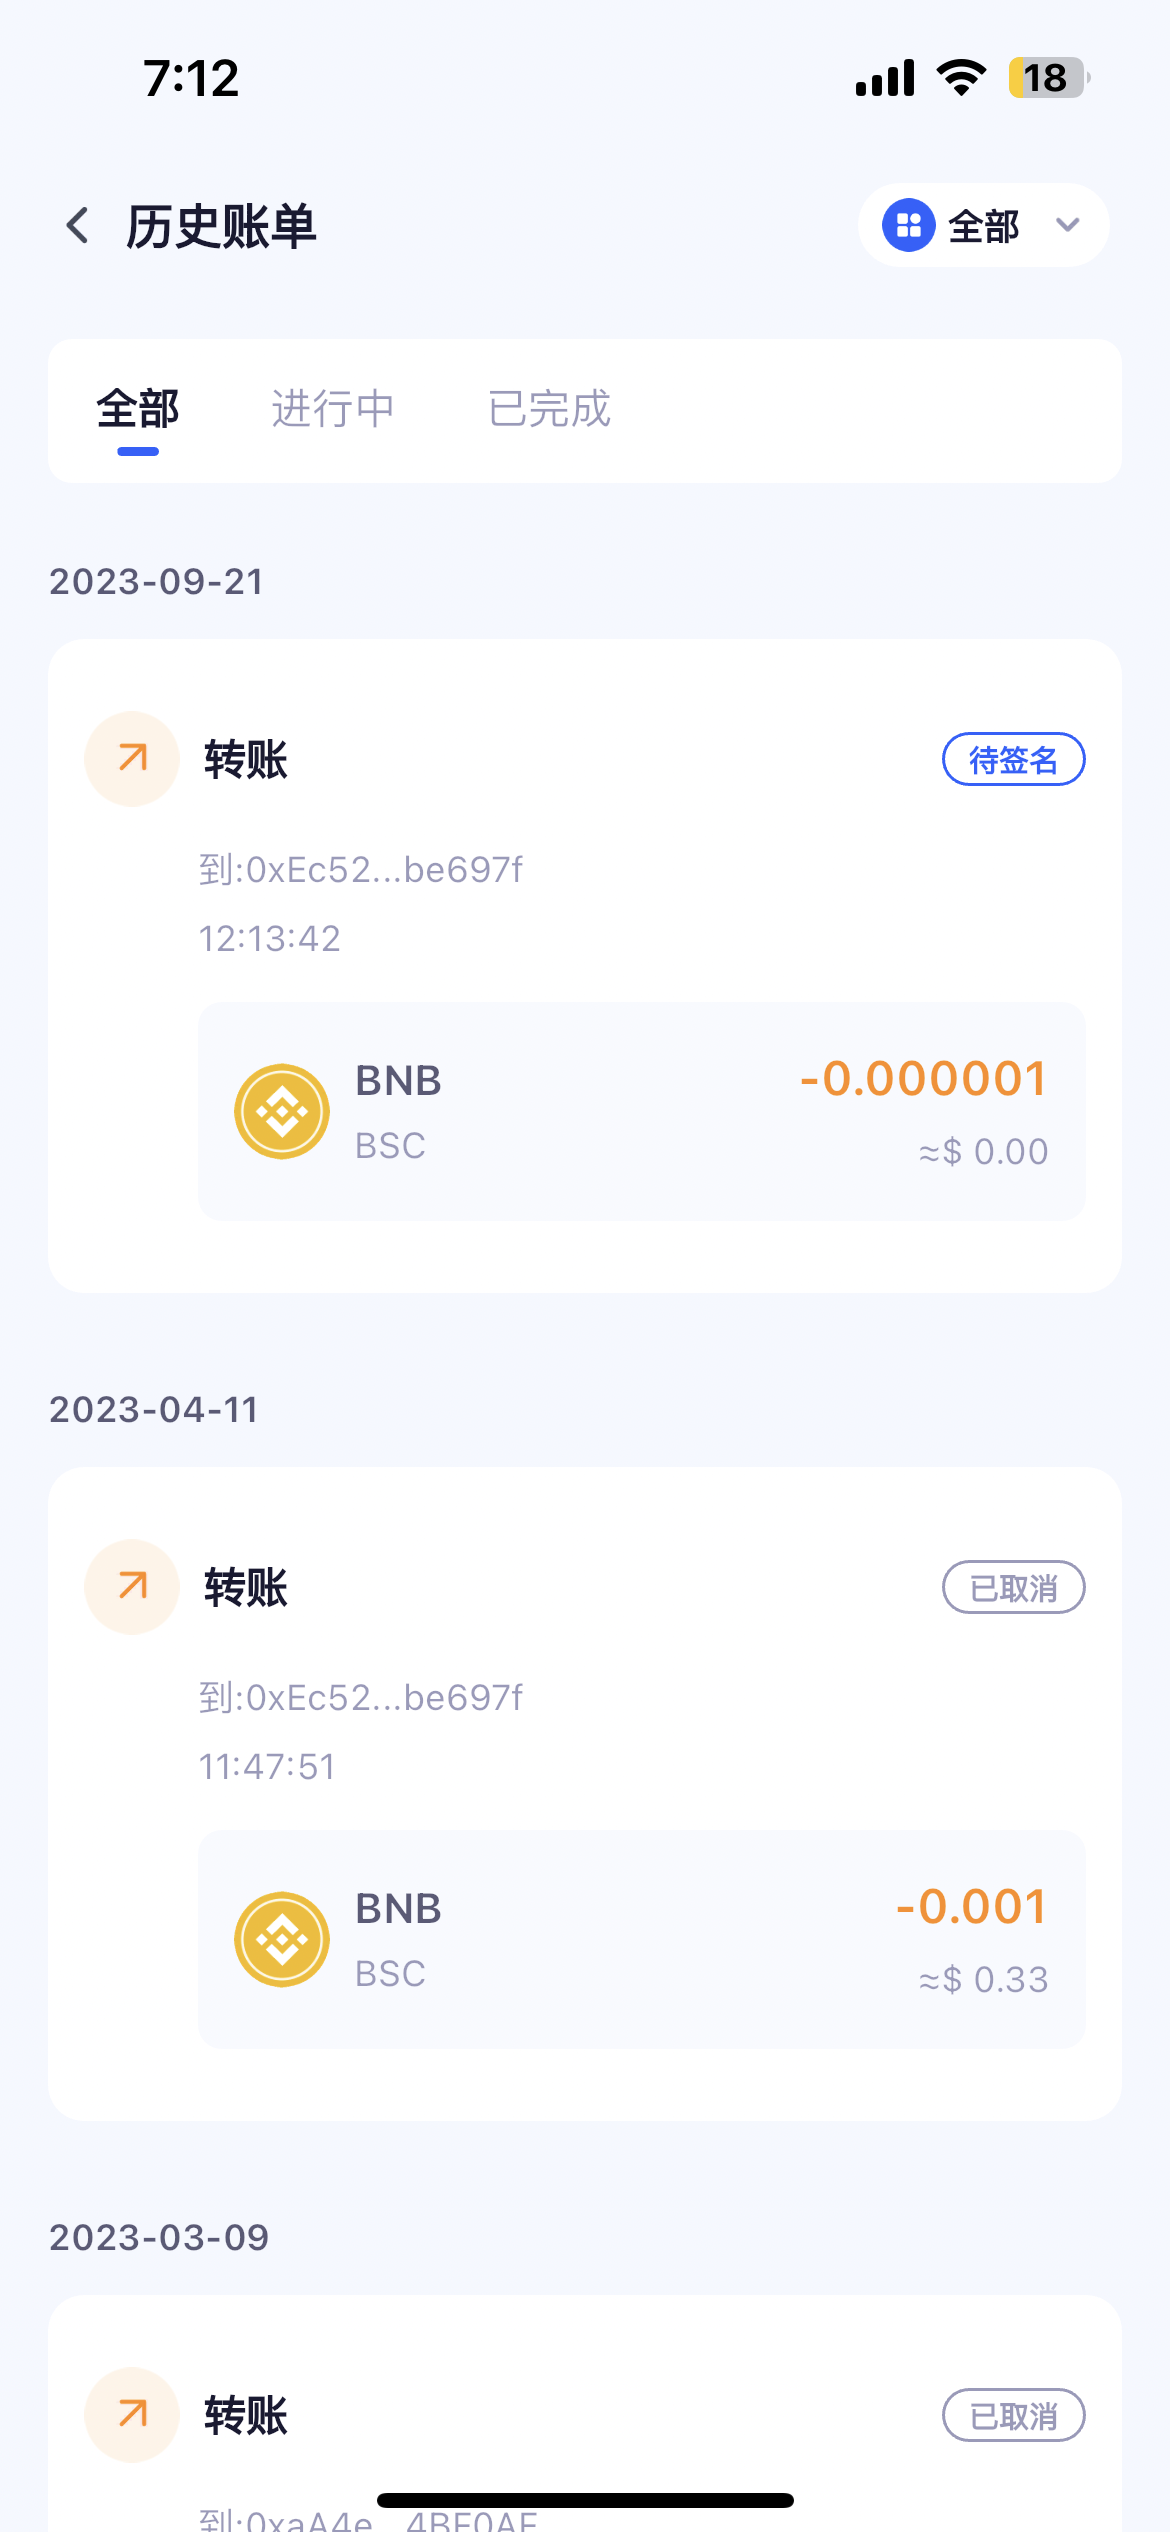 7:12
18
历史账单
全部
全部 进行中 已完成
2023-09-21
转账
待签名
到:0xEc52...be697f
12:13:42
BNB
-0.000001
BSC
≈$ 0.00
2023-04-11
转账
已取消
到:0xEc52...be697f
11:47:51
BNB
-0.001
BSC
≈$ 0.33
2023-03-09
转账
已取消
到:0xaA4e...4BF0AF